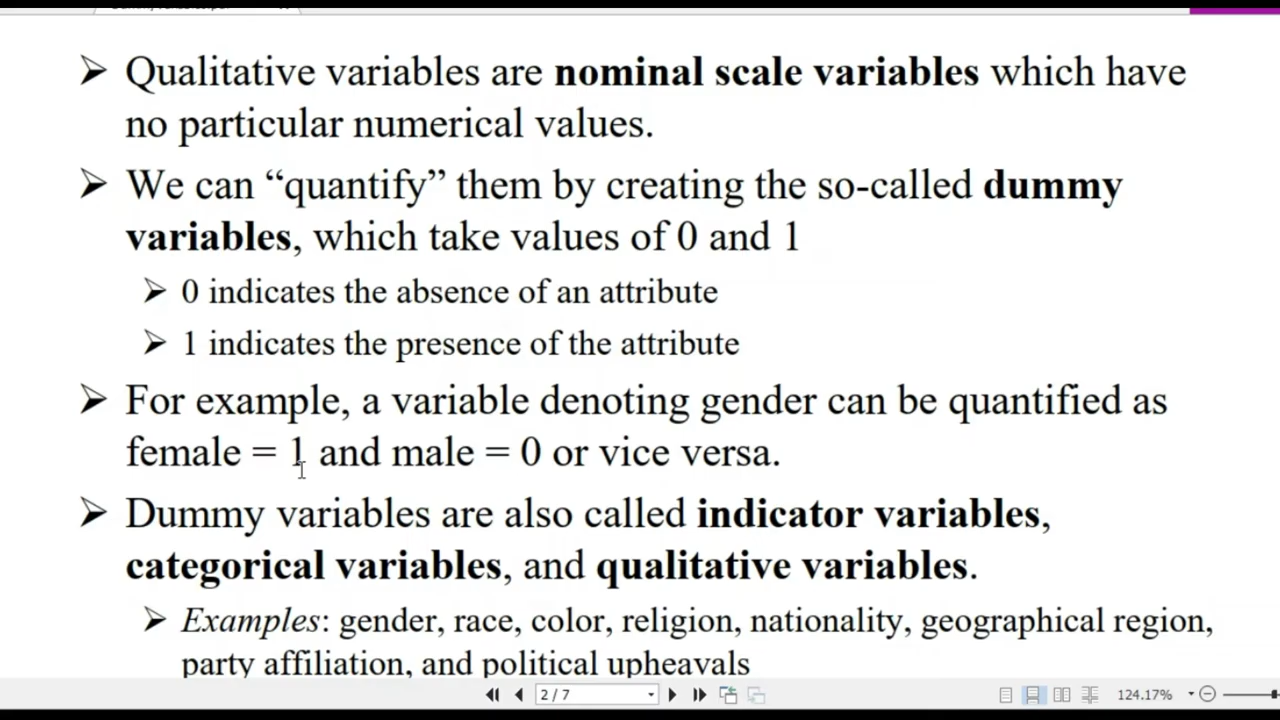 ➢ Qualitative variables are nominal scale variables which have
no particular numerical values.
➢ We can “quantify” them by creating the so-called dummy
variables, which take values of 0 and 1
➢ 0 indicates the absence of an attribute
➢ 1 indicates the presence of the attribute
➢ For example, a variable denoting gender can be quantified as
female = 1 and male = 0 or vice versa.
➢ Dummy variables are also called indicator variables,
categorical variables, and qualitative variables.
➢ Examples: gender, race, color, religion, nationality, geographical region,
party affiliation, and political upheavals
2 / 7
124.17%